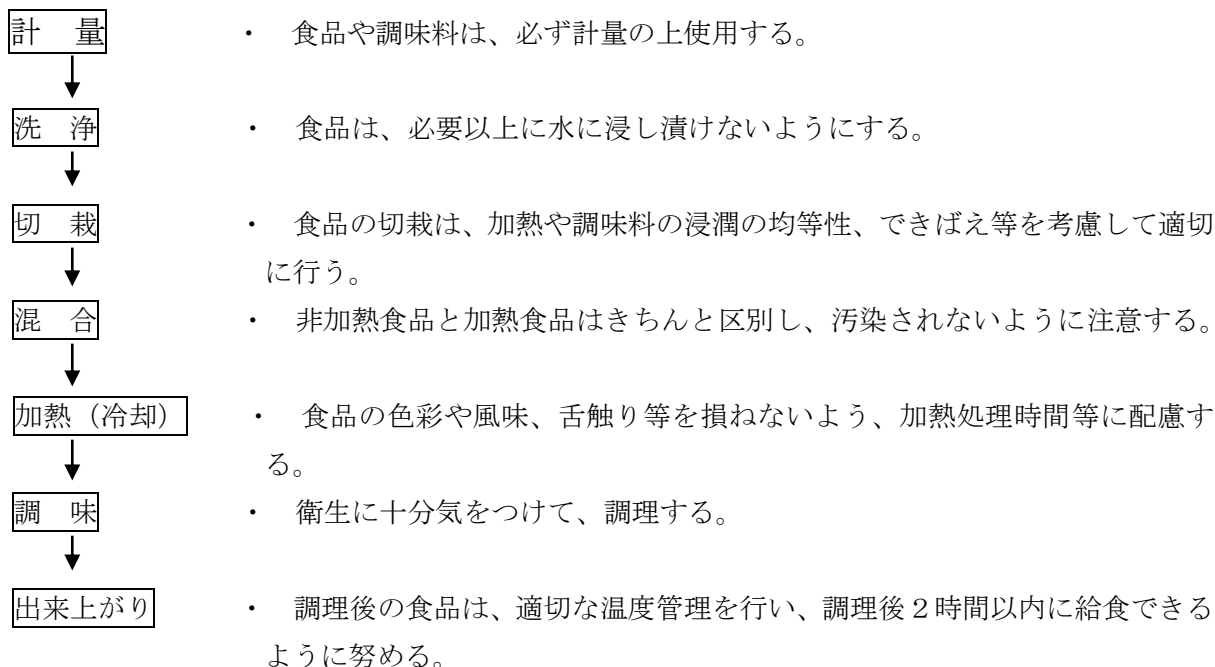 計　量　・　食品や調味料は、必ず計量の上使用する。
洗　浄　・　食品は、必要以上に水に浸し漬けないようにする。
切　栽　・　食品の切栽は、加熱や調味料の浸潤の均等性、できばえ等を考慮して適切
に行う。
混　合　・　非加熱食品と加熱食品はきちんと区別し、汚染されないように注意する。
加熱（冷却）　・　食品の色彩や風味、舌触り等を損ねないよう、加熱処理時間等に配慮す
る。
調　味　・　衛生に十分気をつけて、調理する。
出来上がり　・　調理後の食品は、適切な温度管理を行い、調理後２時間以内に給食できる
ように努める。